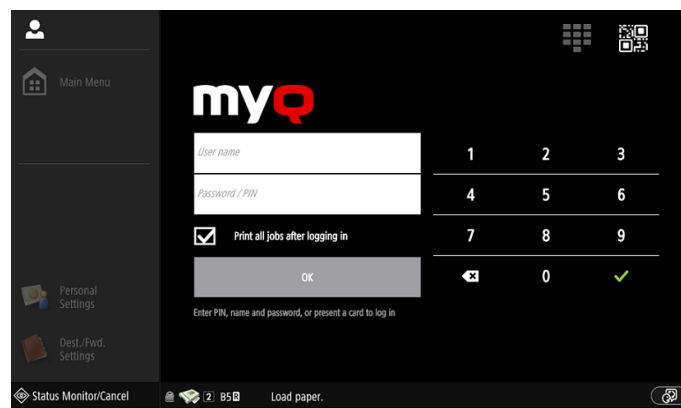 Main Menu
myQ
User name
Password / PIN
Print all jobs after logging in
OK
Enter PIN, name and password, or present a card to log in
1 2 3
4 5 6
7 8 9
0
Personal
Settings
Dest./Fwd.
Settings
Status Monitor/Cancel
2 B5R Load paper.